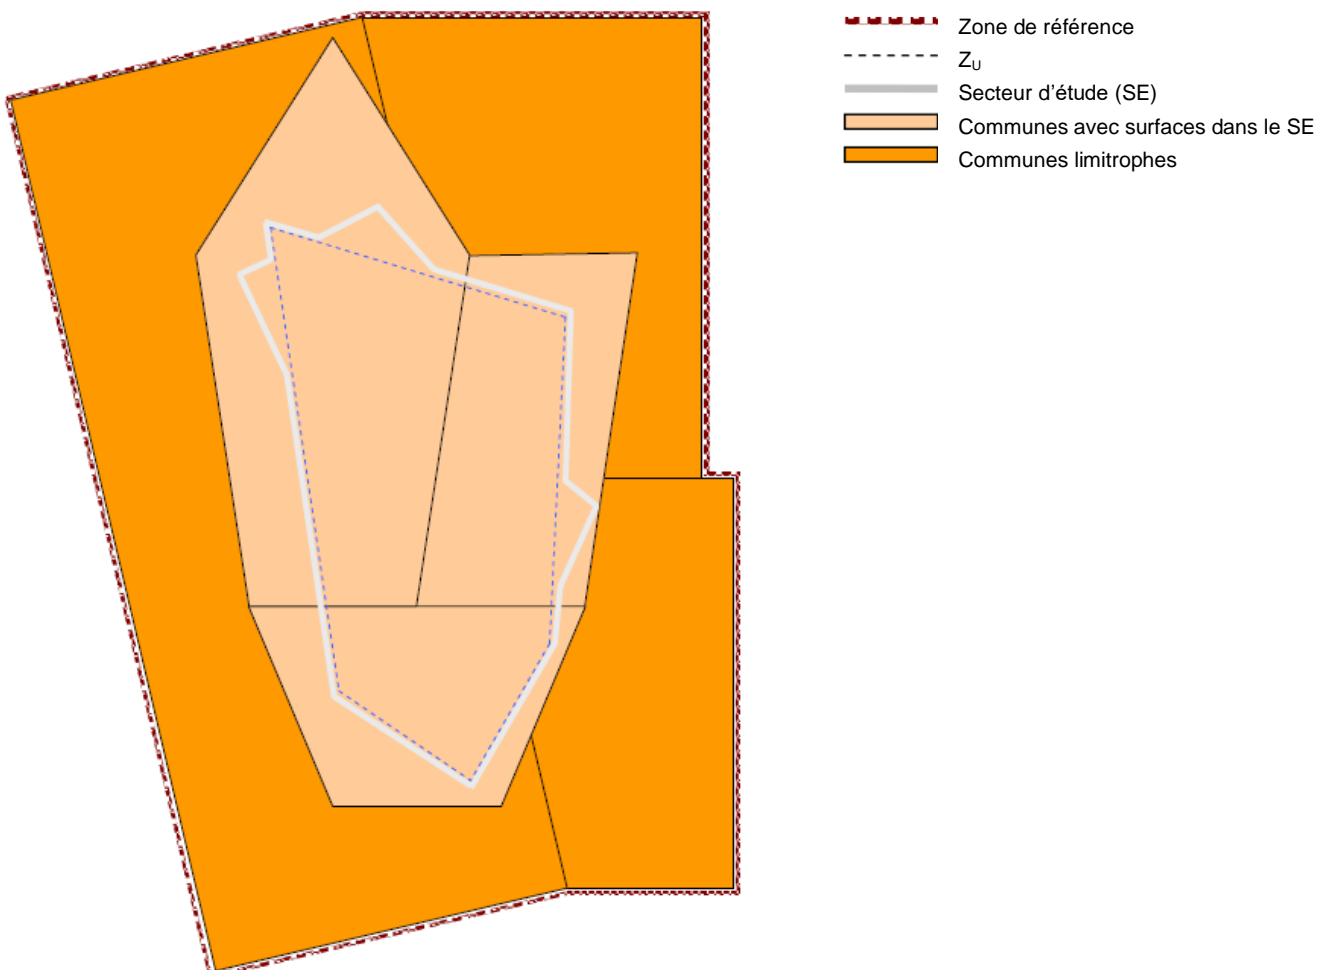 Zone de référence
ZU
Secteur d'étude (SE)
Communes avec surfaces dans le SE
Communes limitrophes